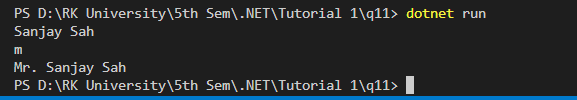 PS D:\RK University\5th Sem\.NET\Tutorial 1\q11> dotnet run
Sanjay Sah
m
Mr. Sanjay Sah
PS D:\RK University\5th Sem\.NET\Tutorial 1\q11>